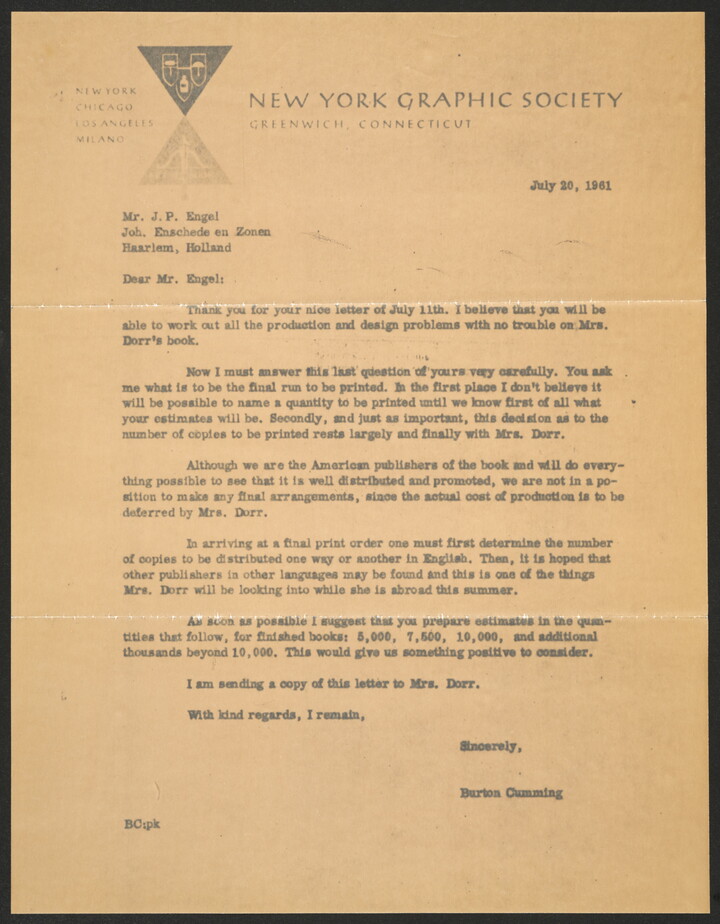 NEW YORK
CHICAGO
LOS ANGELES
MILANO
NEW YORK GRAPHIC SOCIETY
GREENWICH, CONNECTICUT
July 20, 1961
Mr. J. P. Engel
Joh. Enschede en Zonen
Haarlem, Holland
Dear Mr. Engel:
Thank you for your nice letter of July 11th. I believe that you will be
able to work out all the production and design problems with no trouble on Mrs.
Dorr's book.
Now I must answer this last question of yours very carefully. You ask
me what is to be the final run to be printed. In the first place I don't believe it
will be possible to name a quantity to be printed until we know first of all what
your estimates will be. Secondly, and just as important, this decision as to the
number of copies to be printed rests largely and finally with Mrs. Dorr.
Although we are the American publishers of the book and will do every-
thing possible to see that it is well distributed and promoted, we are not in a po-
sition to make any final arrangements, since the actual cost of production is to be
deferred by Mrs. Dorr.
In arriving at a final print order one must first determine the number
of copies to be distributed one way or another in English. Then, it is hoped that
other publishers in other languages may be found and this is one of the things
Mrs. Dorr will be looking into while she is abroad this summer.
As soon as possible I suggest that you prepare estimates in the quan-
tities that follow, for finished books: 5,000, 7,500, 10,000, and additional
thousands beyond 10,000. This would give us something positive to consider.
I am sending a copy of this letter to Mrs. Dorr.
With kind regards, I remain,
Sincerely,
Burton Cumming
BC:pk